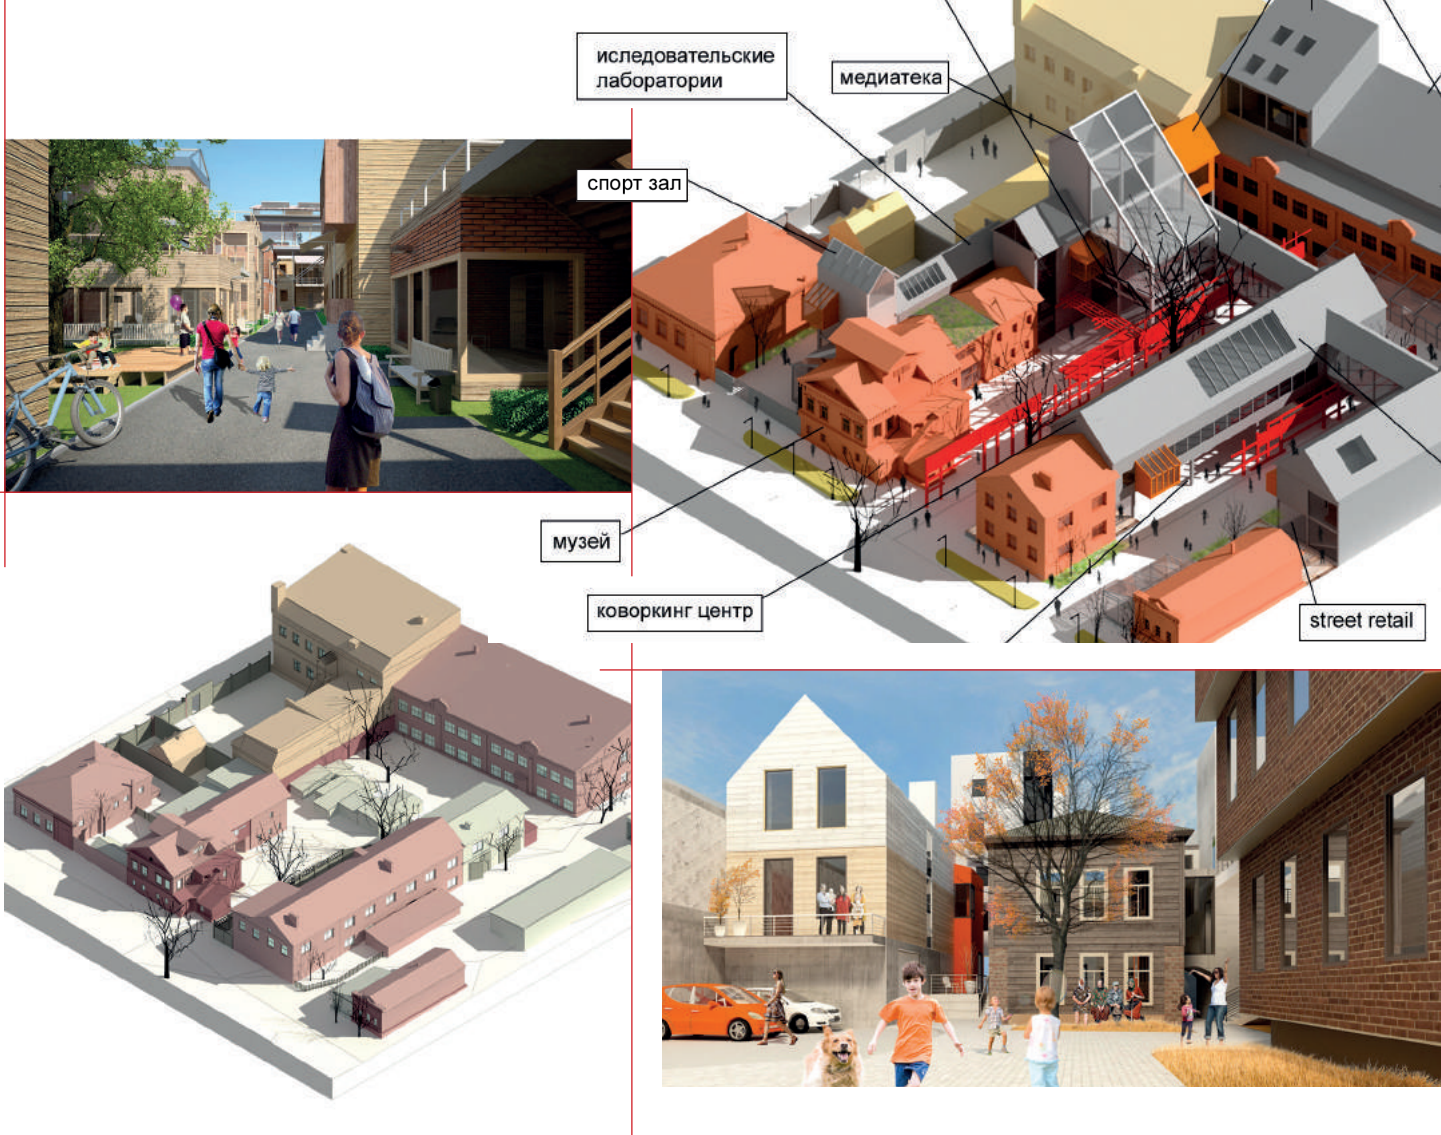 иследовательские
лаборатории
медиатека
спорт зал
музей
коворкинг центр
street retail